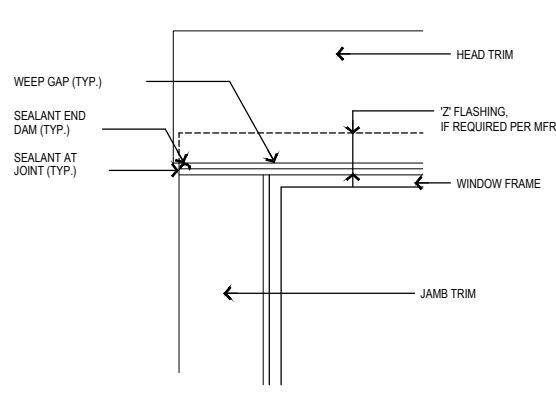 HEAD TRIM
WEEP GAP (TYP.)
SEALANT END
DAM (TYP.)
'Z' FLASHING,
IF REQUIRED PER MFR
SEALANT AT
JOINT (TYP.)
WINDOW FRAME
JAMB TRIM